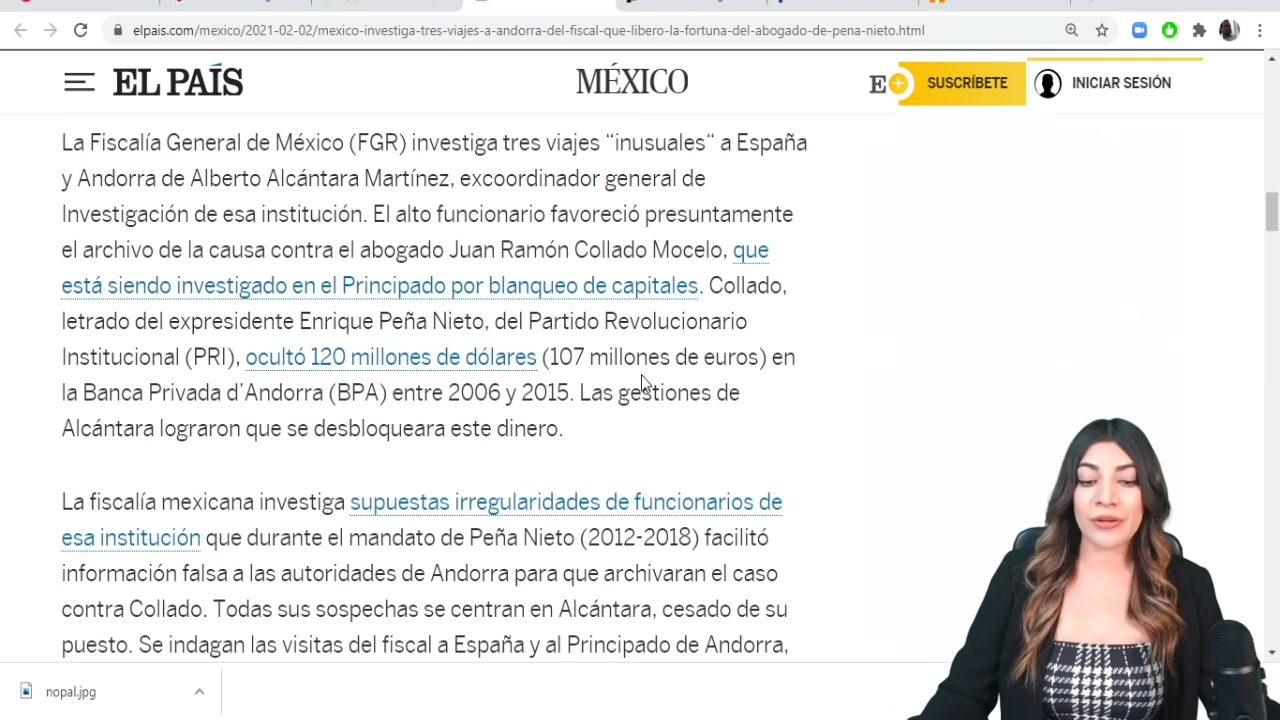 elpais.com/mexico/2021-02-02/mexico-investiga-tres-viajes-a-andorra-del-fiscal-que-libero-la-fortuna-del-abogado-de-pena-nieto.html
EL PAÍS
MÉXICO
E+
SUSCRÍBETE
INICIAR SESIÓN
La Fiscalía General de México (FGR) investiga tres viajes “inusuales“ a España
y Andorra de Alberto Alcántara Martínez, excoordinador general de
Investigación de esa institución. El alto funcionario favoreció presuntamente
el archivo de la causa contra el abogado Juan Ramón Collado Mocelo, que
está siendo investigado en el Principado por blanqueo de capitales. Collado,
letrado del expresidente Enrique Peña Nieto, del Partido Revolucionario
Institucional (PRI), ocultó 120 millones de dólares (107 millones de euros) en
la Banca Privada d’Andorra (BPA) entre 2006 y 2015. Las gestiones de
Alcántara lograron que se desbloqueara este dinero.
La fiscalía mexicana investiga supuestas irregularidades de funcionarios de
esa institución que durante el mandato de Peña Nieto (2012-2018) facilitó
información falsa a las autoridades de Andorra para que archivaran el caso
contra Collado. Todas sus sospechas se centran en Alcántara, cesado de su
puesto. Se indagan las visitas del fiscal a España y al Principado de Andorra,
nopal.jpg